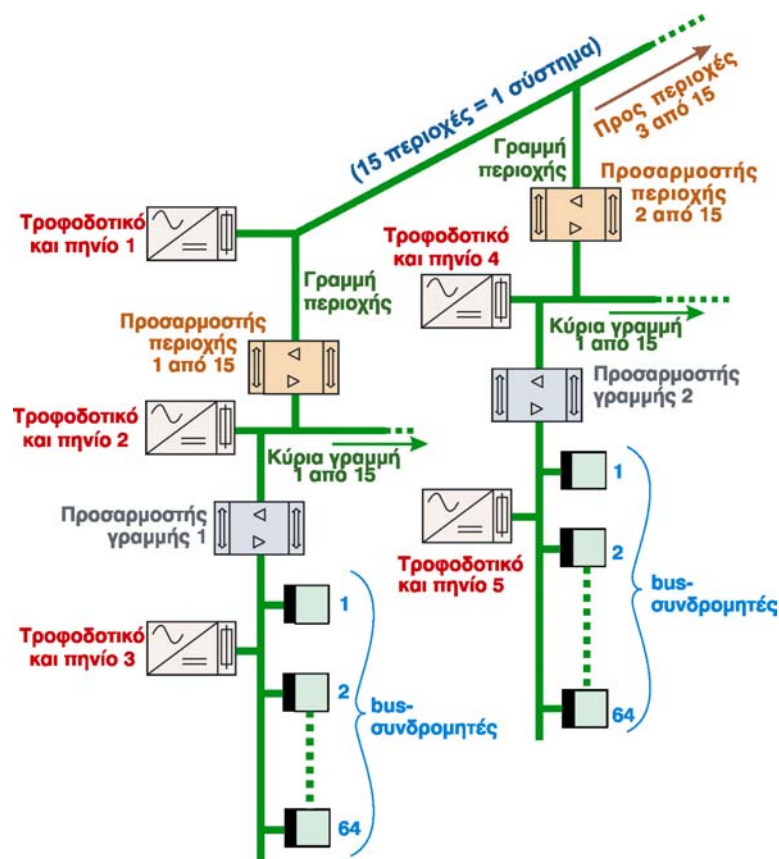 (15 περιοχές = 1 σύστημα)
Προς περιοχές
3 από 15
Γραμμή
περιοχής
Προσαρμοστής
περιοχής
2 από 15
Τροφοδοτικό
και πηνίο 1
Τροφοδοτικό
και πηνίο 4
Γραμμή
περιοχής
Προσαρμοστής
περιοχής
1 από 15
Κύρια γραμμή
1 από 15
Προσαρμοστής
γραμμής 2
Τροφοδοτικό
και πηνίο 2
Κύρια γραμμή
1 από 15
Προσαρμοστής
γραμμής 1
1
2
64
Τροφοδοτικό
και πηνίο 5
bus-
συνδρομητές
Τροφοδοτικό
και πηνίο 3
1
2
64
bus-
συνδρομητές